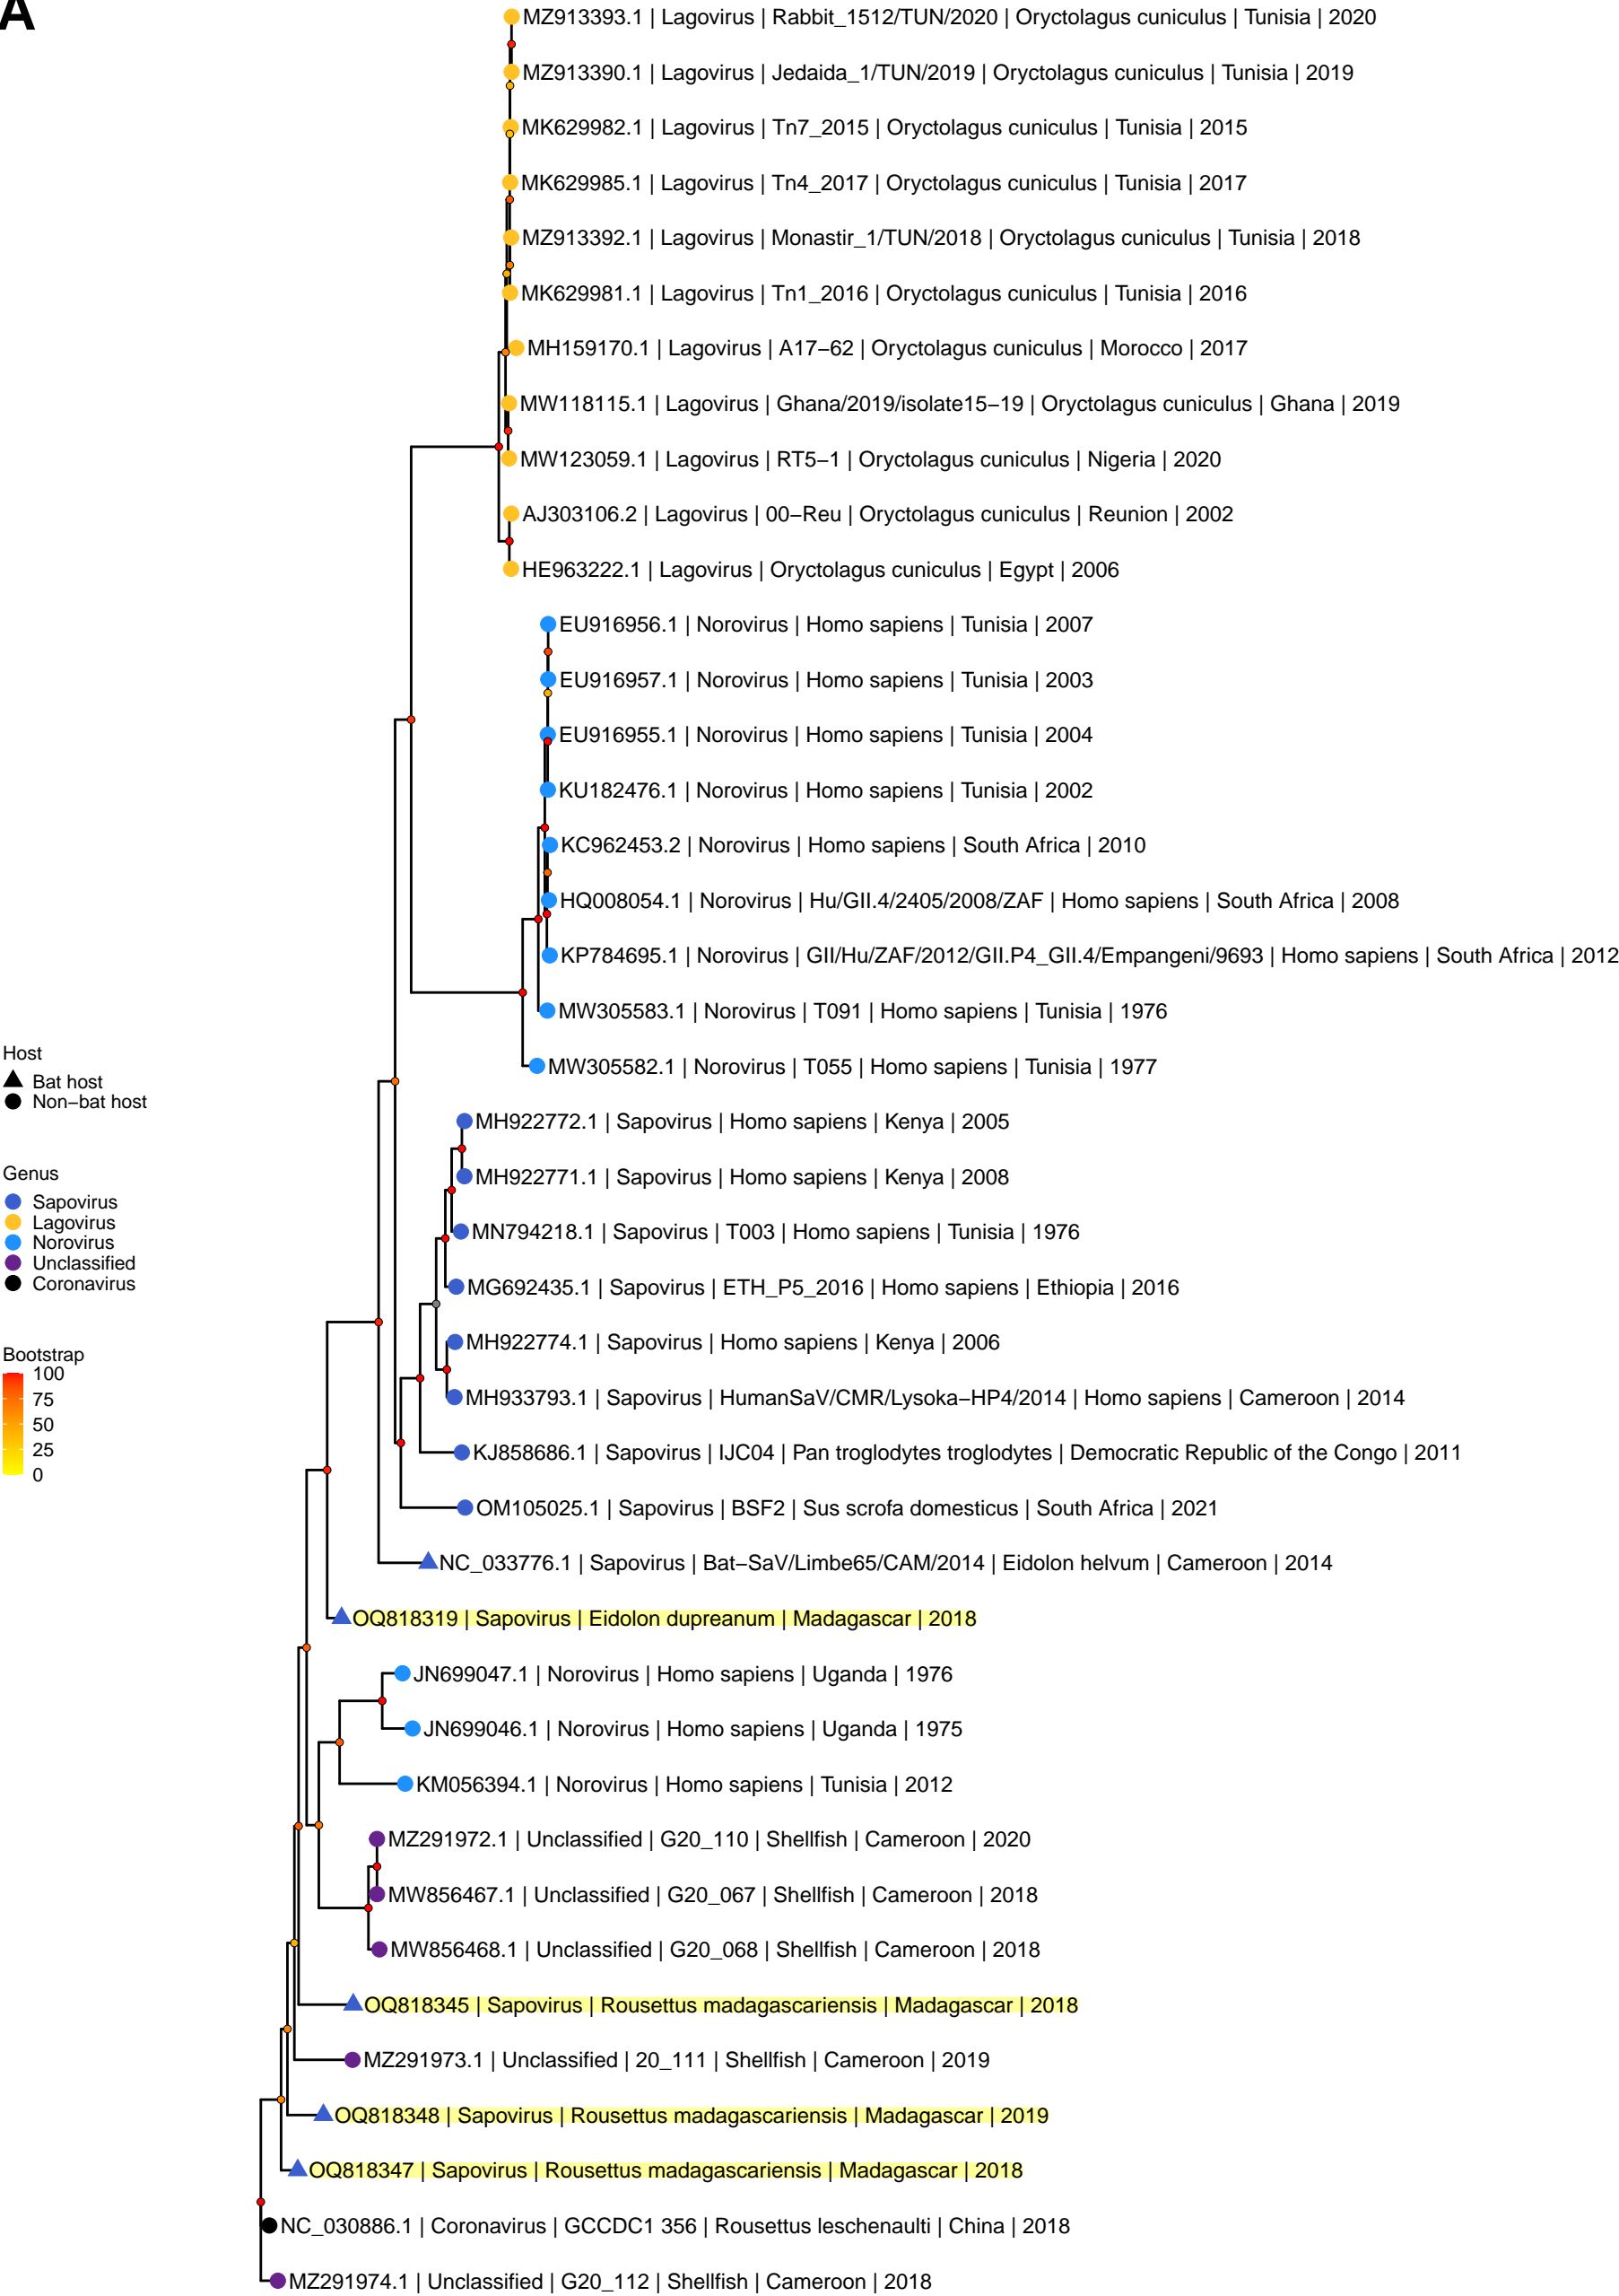 A
MZ913393.1 | Lagovirus | Rabbit_1512/TUN/2020 | Oryctolagus cuniculus | Tunisia | 2020
MZ913390.1 | Lagovirus | Jedaida_1/TUN/2019 | Oryctolagus cuniculus | Tunisia | 2019
MK629982.1 | Lagovirus | Tn7_2015 | Oryctolagus cuniculus | Tunisia | 2015
MK629985.1 | Lagovirus | Tn4_2017 | Oryctolagus cuniculus | Tunisia | 2017
MZ913392.1 | Lagovirus | Monastir_1/TUN/2018 | Oryctolagus cuniculus | Tunisia | 2018
MK629981.1 | Lagovirus | Tn1_2016 | Oryctolagus cuniculus | Tunisia | 2016
MH159170.1 | Lagovirus | A17−62 | Oryctolagus cuniculus | Morocco | 2017
MW118115.1 | Lagovirus | Ghana/2019/isolate15−19 | Oryctolagus cuniculus | Ghana | 2019
MW123059.1 | Lagovirus | RT5−1 | Oryctolagus cuniculus | Nigeria | 2020
AJ303106.2 | Lagovirus | 00−Reu | Oryctolagus cuniculus | Reunion | 2002
HE963222.1 | Lagovirus | Oryctolagus cuniculus | Egypt | 2006
EU916956.1 | Norovirus | Homo sapiens | Tunisia | 2007
EU916957.1 | Norovirus | Homo sapiens | Tunisia | 2003
EU916955.1 | Norovirus | Homo sapiens | Tunisia | 2004
KU182476.1 | Norovirus | Homo sapiens | Tunisia | 2002
KC962453.2 | Norovirus | Homo sapiens | South Africa | 2010
HQ008054.1 | Norovirus | Hu/GII.4/2405/2008/ZAF | Homo sapiens | South Africa | 2008
KP784695.1 | Norovirus | GII/Hu/ZAF/2012/GII.P4_GII.4/Empangeni/9693 | Homo sapiens | South Africa | 2012
MW305583.1 | Norovirus | T091 | Homo sapiens | Tunisia | 1976
MW305582.1 | Norovirus | T055 | Homo sapiens | Tunisia | 1977
MH922772.1 | Sapovirus | Homo sapiens | Kenya | 2005
MH922771.1 | Sapovirus | Homo sapiens | Kenya | 2008
MN794218.1 | Sapovirus | T003 | Homo sapiens | Tunisia | 1976
MG692435.1 | Sapovirus | ETH_P5_2016 | Homo sapiens | Ethiopia | 2016
MH922774.1 | Sapovirus | Homo sapiens | Kenya | 2006
MH933793.1 | Sapovirus | HumanSaV/CMR/Lysoka−HP4/2014 | Homo sapiens | Cameroon | 2014
KJ858686.1 | Sapovirus | IJC04 | Pan troglodytes troglodytes | Democratic Republic of the Congo | 2011
OM105025.1 | Sapovirus | BSF2 | Sus scrofa domesticus | South Africa | 2021
NC_033776.1 | Sapovirus | Bat−SaV/Limbe65/CAM/2014 | Eidolon helvum | Cameroon | 2014
OQ818319 | Sapovirus | Eidolon dupreanum | Madagascar | 2018
JN699047.1 | Norovirus | Homo sapiens | Uganda | 1976
JN699046.1 | Norovirus | Homo sapiens | Uganda | 1975
KM056394.1 | Norovirus | Homo sapiens | Tunisia | 2012
MZ291972.1 | Unclassified | G20_110 | Shellfish | Cameroon | 2020
MW856467.1 | Unclassified | G20_067 | Shellfish | Cameroon | 2018
MW856468.1 | Unclassified | G20_068 | Shellfish | Cameroon | 2018
OQ818345 | Sapovirus | Rousettus madagascariensis | Madagascar | 2018
MZ291973.1 | Unclassified | 20_111 | Shellfish | Cameroon | 2019
OQ818348 | Sapovirus | Rousettus madagascariensis | Madagascar | 2019
OQ818347 | Sapovirus | Rousettus madagascariensis | Madagascar | 2018
NC_030886.1 | Coronavirus | GCCDC1 356 | Rousettus leschenaulti | China | 2018
MZ291974.1 | Unclassified | G20_112 | Shellfish | Cameroon | 2018
Host
Bat host
Non−bat host
Genus
Sapovirus
Lagovirus
Norovirus
Unclassified
Coronavirus
Bootstrap
100
75
50
25
0